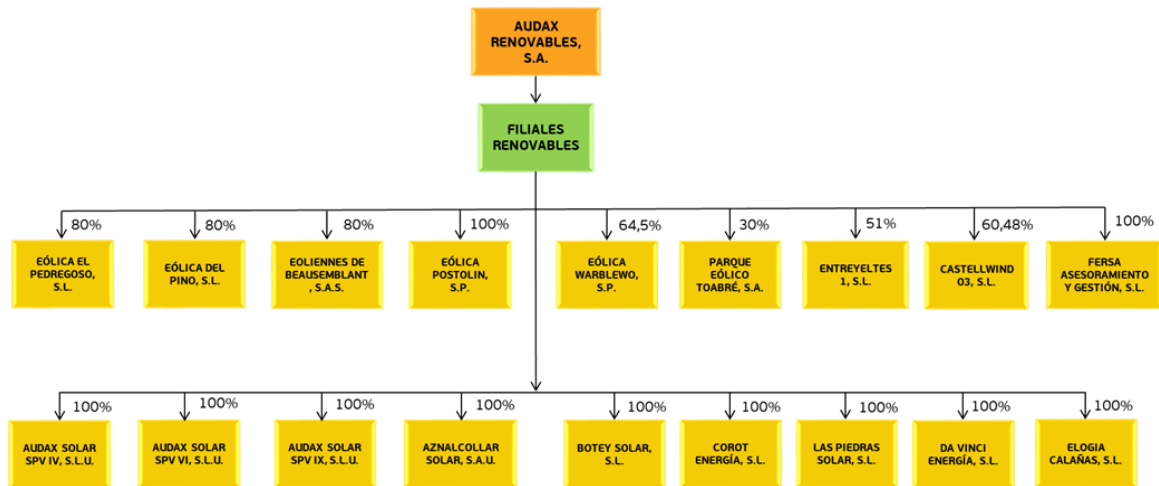 AUDAX
RENOVABLES,
S.A.
FILIALES
RENOVABLES
80%
80%
80%
100%
64,5%
30%
51%
60,48%
100%
EÓLICA EL
PEDREGOSO,
S.L.
EÓLICA DEL
PINO, S.L.
EOLIENNES DE
BEAUSEMBLANT
, S.A.S.
EÓLICA
POSTOLIN,
S.P.
EÓLICA
WARBLEWO,
S.P.
PARQUE
EÓLICO
TOABRÉ, S.A.
ENTREYELTES
1, S.L.
CASTELLWIND
03, S.L.
FERSA
ASESORAMIENTO
Y GESTIÓN, S.L.
100%
100%
100%
100%
100%
100%
100%
100%
100%
AUDAX SOLAR
SPV IV, S.L.U.
AUDAX SOLAR
SPV VI, S.L.U.
AUDAX SOLAR
SPV IX, S.L.U.
AZNALCOLLAR
SOLAR, S.A.U.
BOTEY SOLAR,
S.L.
COROT
ENERGÍA, S.L.
LAS PIEDRAS
SOLAR, S.L.
DA VINCI
ENERGÍA, S.L.
ELOGIA
CALAÑAS, S.L.